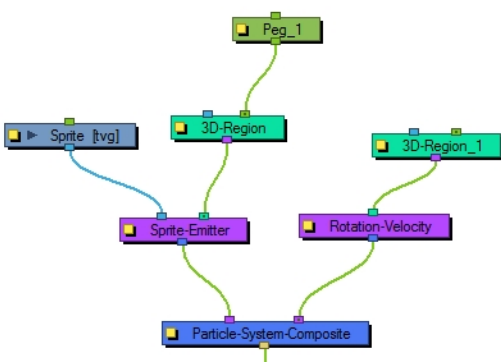 Peg_1
Sprite [tvg]
3D-Region
3D-Region_1
Sprite-Emitter
Rotation-Velocity
Particle-System-Composite